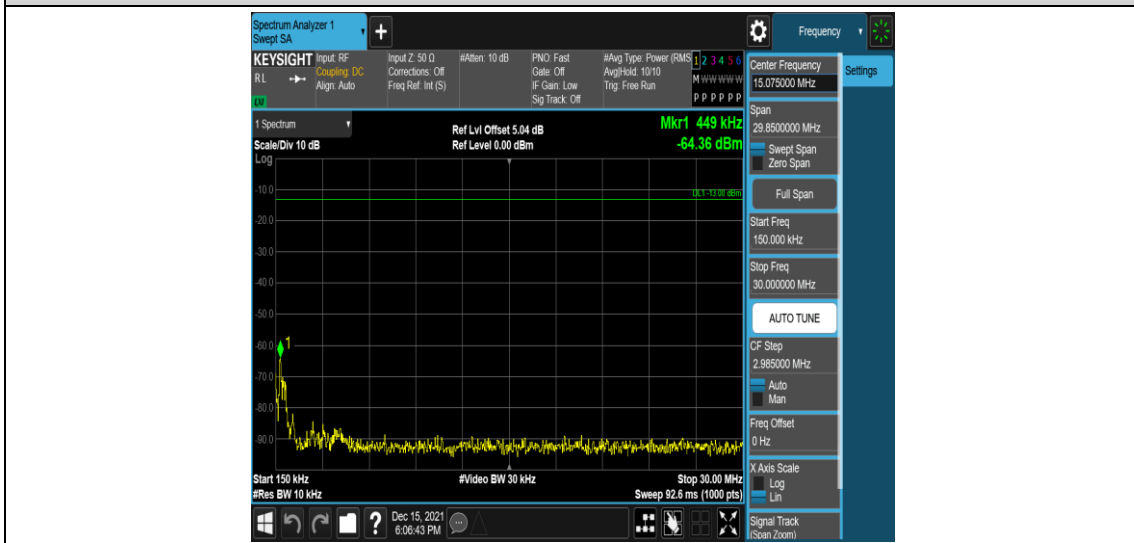 Spectrum Analyzer 1
Swept SA
+
Frequency
KEYSIGHT
RL
Input: RF
Coupling: DC
Align: Auto
Input Z: 50 Ω
Corrections: Off
Freq Ref: Int (S)
#Atten: 10 dB
PNO: Fast
Gate: Off
IF Gain: Low
Sig Track: Off
#Avg Type: Power (RMS
Avg|Hold: 10/10
Trig: Free Run
1 2 3 4 5 6
M W W W W W
P P P P P P
1 Spectrum
Scale/Div 10 dB
Log
Ref Lvl Offset 5.04 dB
Ref Level 0.00 dBm
Mkr1 449 kHz
-64.36 dBm
DL1 -13.00 dBm
-10.0
-20.0
-30.0
-40.0
-50.0
-60.0
1
-70.0
-80.0
-90.0
Start 150 kHz
#Res BW 10 kHz
#Video BW 30 kHz
Stop 30.00 MHz
Sweep 92.6 ms (1000 pts)
Center Frequency
15.075000 MHz
Settings
Span
29.8500000 MHz
Swept Span
Zero Span
Full Span
Start Freq
150.000 kHz
Stop Freq
30.000000 MHz
AUTO TUNE
CF Step
2.985000 MHz
Auto
Man
Freq Offset
0 Hz
X Axis Scale
Log
Lin
Signal Track
(Span Zoom)
?
Dec 15, 2021
6:06:43 PM